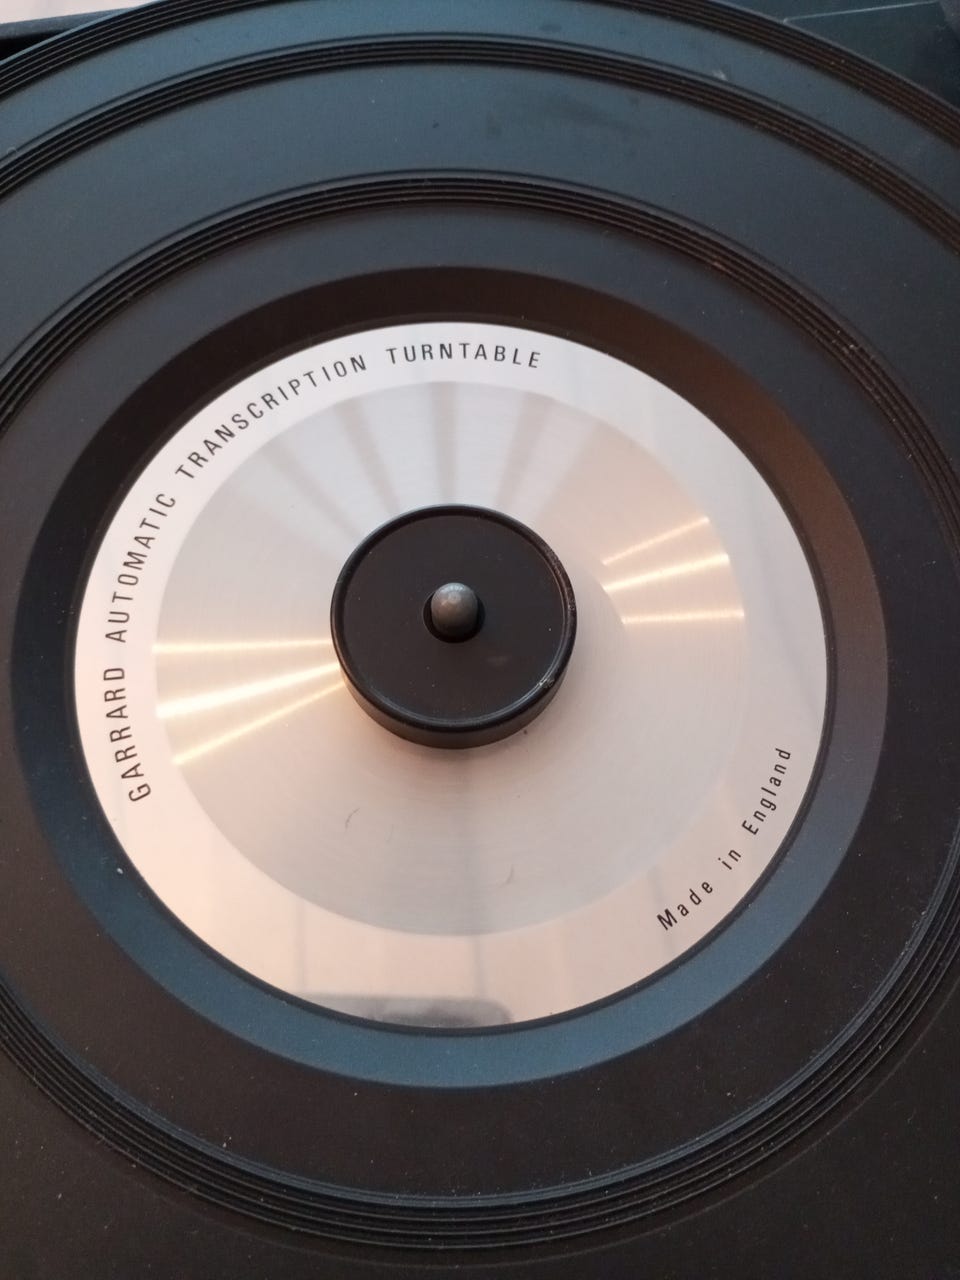 GARRARD AUTOMATIC TRANSCRIPTION TURNTABLE
Made in England